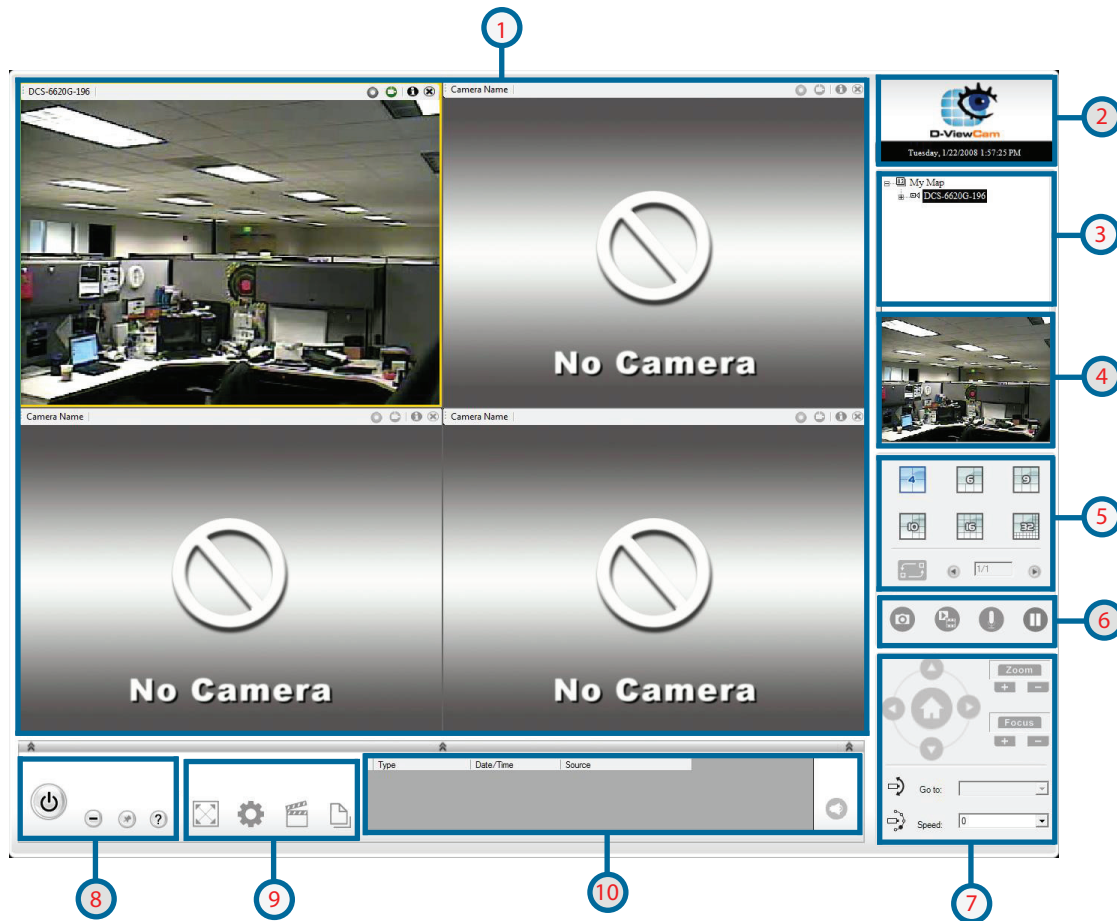 1
DCS-6620G-196
Camera Name
No Camera
Camera Name
No Camera
Camera Name
No Camera
D-ViewCam
Tuesday, 1/22/2008 1:57:25 PM
2
My Map
DCS-6620G-196
3
4
4 6 9
10 16 32
1/1
5
6
Zoom
+ −
Focus
+ −
Go to:
Speed: 0
7
?
8
9
Type Date/Time Source
10